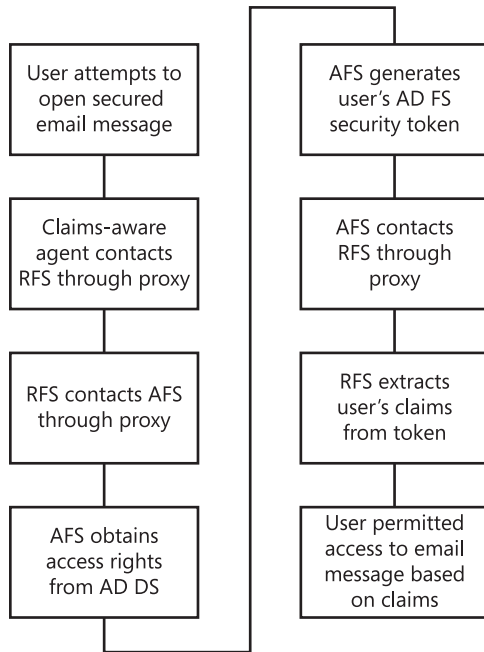 User attempts to
open secured
email message
Claims-aware
agent contacts
RFS through proxy
RFS contacts AFS
through proxy
AFS obtains
access rights
from AD DS
AFS generates
user's AD FS
security token
AFS contacts
RFS through
proxy
RFS extracts
user's claims
from token
User permitted
access to email
message based
on claims